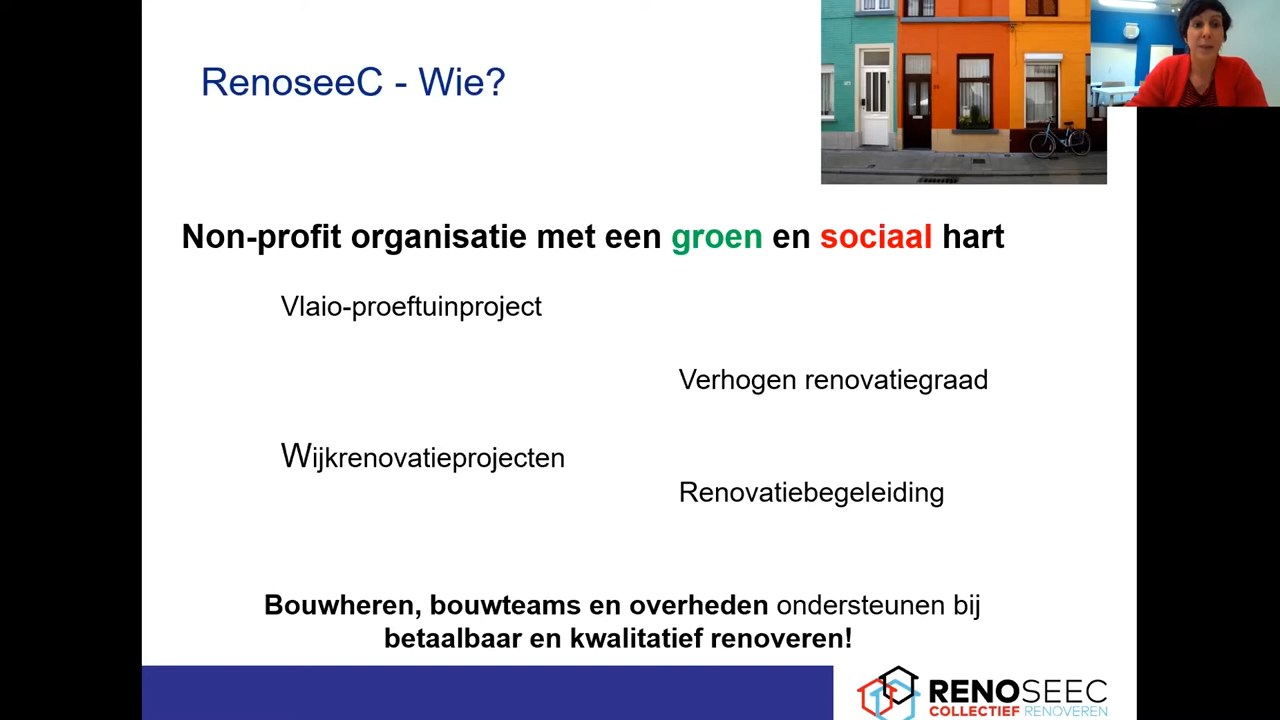 RenoseeC - Wie?
Non-profit organisatie met een groen en sociaal hart
Vlaio-proeftuinproject
Verhogen renovatiegraad
Wijkrenovatieprojecten
Renovatiebegeleiding
Bouwheren, bouwteams en overheden ondersteunen bij
betaalbaar en kwalitatief renoveren!
RENOSEEC
COLLECTIEF RENOVEREN